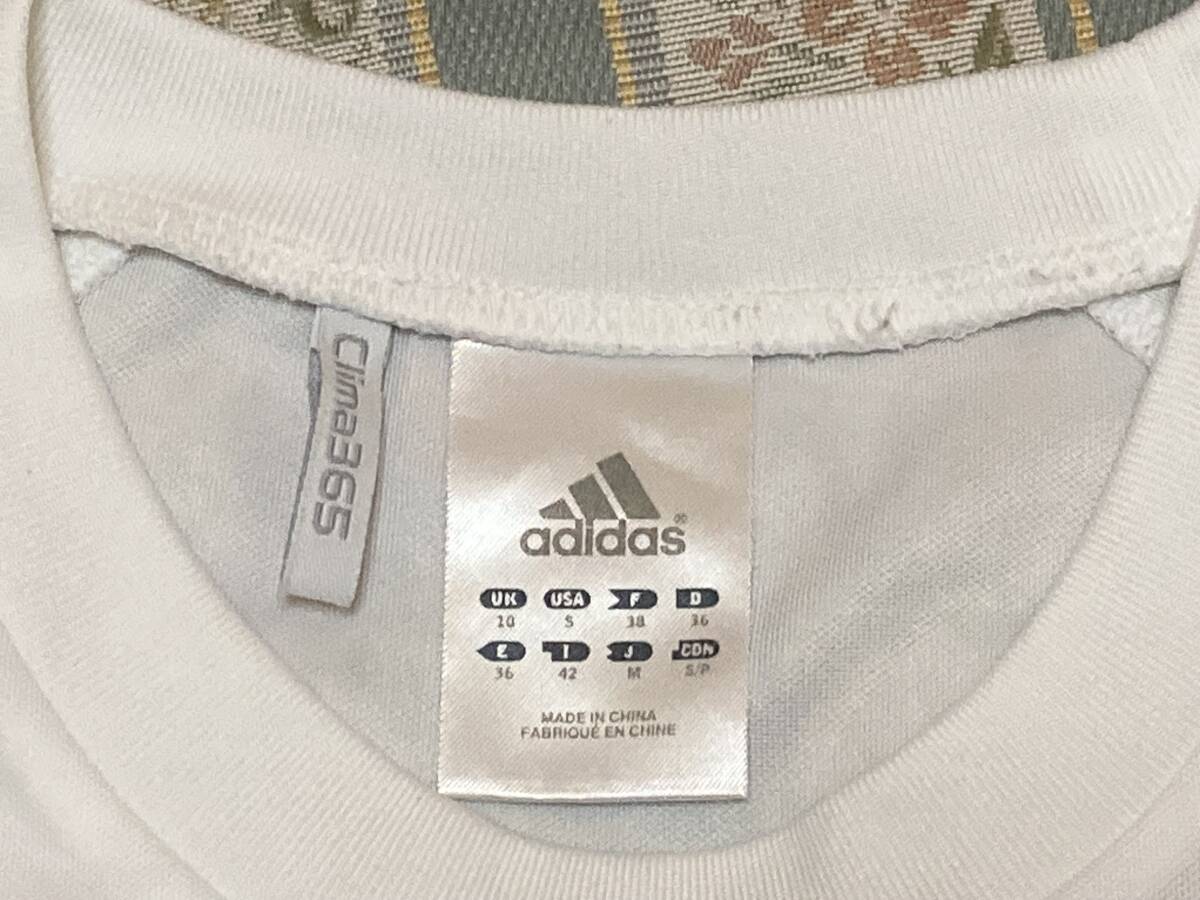 Clima365
adidas®
UK USA F D
10 S 38 36
E I J CDN
36 42 M S/P
MADE IN CHINA
FABRIQUÉ EN CHINE